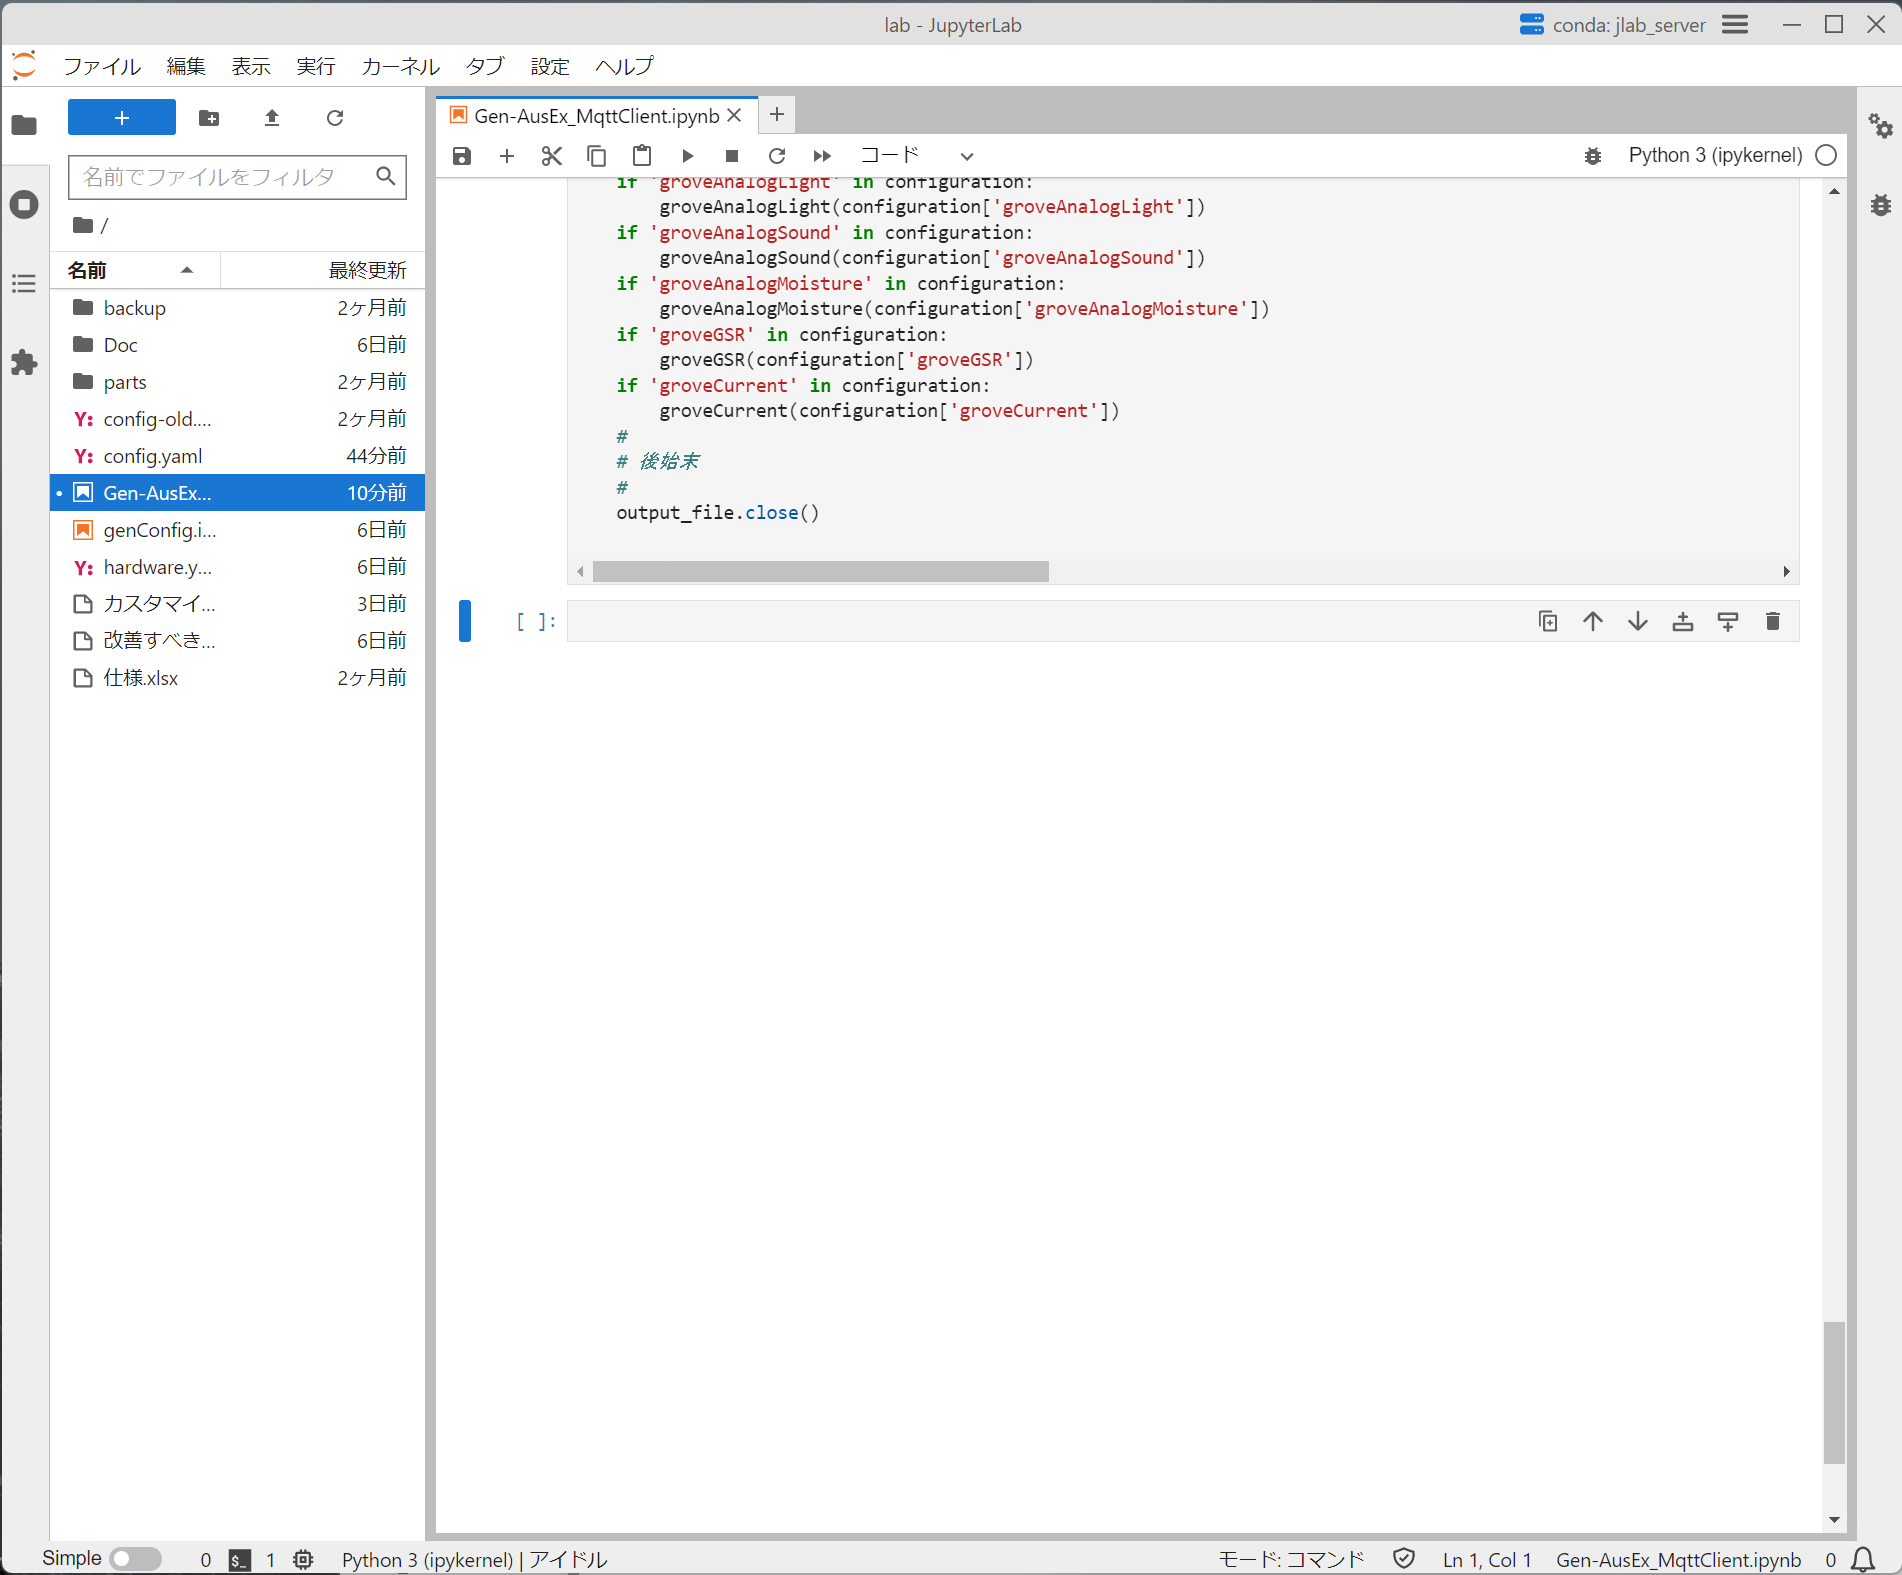 lab - JupyterLab
conda: jlab_server
ファイル 編集 表示 実行 カーネル タブ 設定 ヘルプ
+
名前でファイルをフィルタ
/
名前 最終更新
backup 2ヶ月前
Doc 6日前
parts 2ヶ月前
Y: config-old.... 2ヶ月前
Y: config.yaml 44分前
Gen-AusEx... 10分前
genConfig.i... 6日前
Y: hardware.y... 6日前
カスタマイ... 3日前
改善すべき... 6日前
仕様.xlsx 2ヶ月前
Gen-AusEx_MqttClient.ipynb
コード
Python 3 (ipykernel)
if 'groveAnalogLight' in configuration:
groveAnalogLight(configuration['groveAnalogLight'])
if 'groveAnalogSound' in configuration:
groveAnalogSound(configuration['groveAnalogSound'])
if 'groveAnalogMoisture' in configuration:
groveAnalogMoisture(configuration['groveAnalogMoisture'])
if 'groveGSR' in configuration:
groveGSR(configuration['groveGSR'])
if 'groveCurrent' in configuration:
groveCurrent(configuration['groveCurrent'])
#
# 後始末
#
output_file.close()
[ ]:
Simple 0 $_ 1 Python 3 (ipykernel) | アイドル
モード: コマンド Ln 1, Col 1 Gen-AusEx_MqttClient.ipynb 0